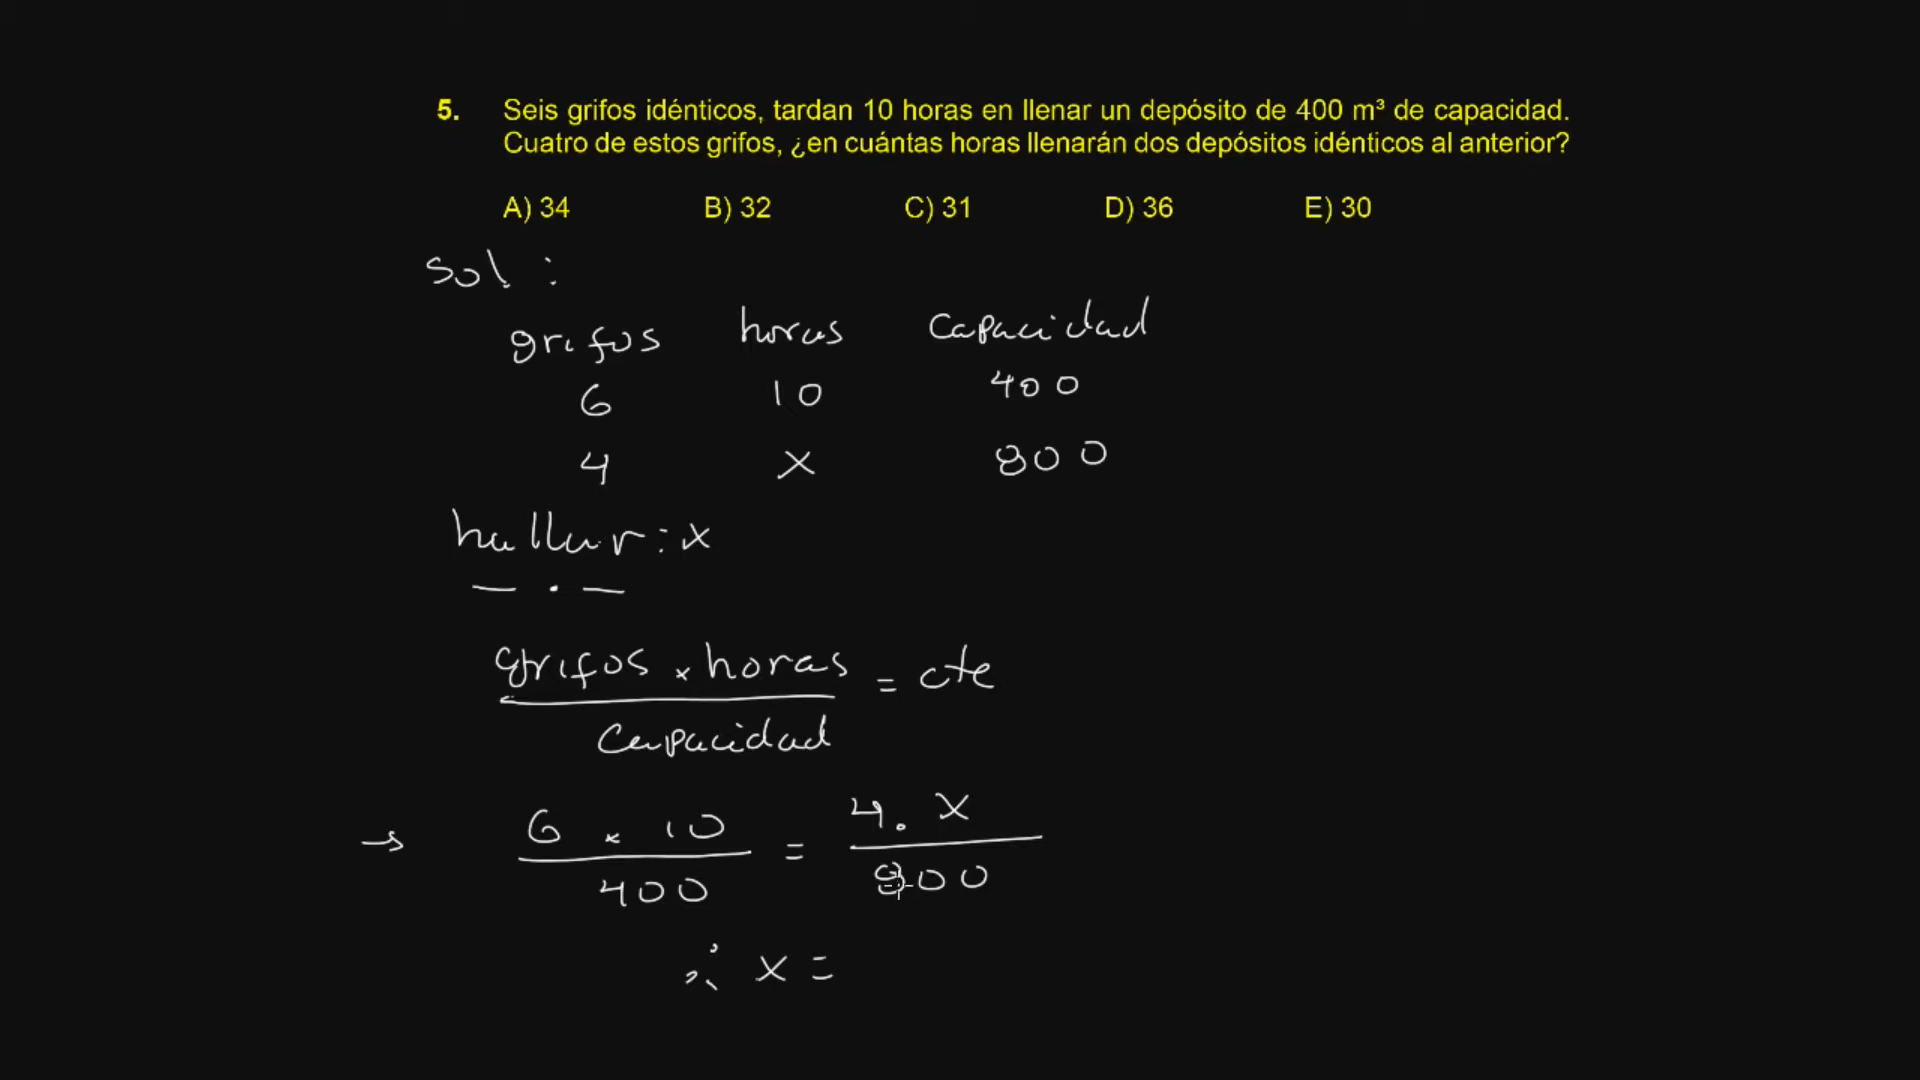 5. Seis grifos idénticos, tardan 10 horas en llenar un depósito de 400 m³ de capacidad.
Cuatro de estos grifos, ¿en cuántas horas llenarán dos depósitos idénticos al anterior?
A) 34 B) 32 C) 31 D) 36 E) 30
Sol :
grifos horas capacidad
6 10 400
4 x 800
hallar : x
— . —
grifos × horas = cte
capacidad
→ 6 × 10 = 4 . x
400 800
∴ x =